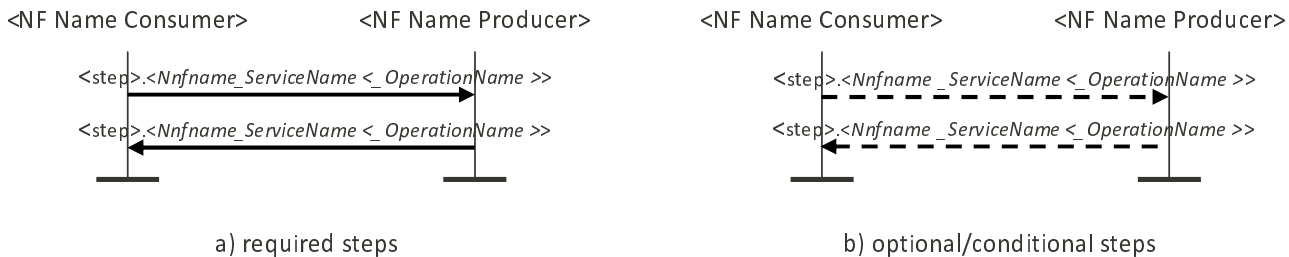 <NF Name Consumer> <NF Name Producer> <NF Name Consumer> <NF Name Producer>
<step>.<Nnfname_ServiceName <_OperationName >> <step>.<Nnfname _ServiceName <_OperationName >>
<step>.<Nnfname_ServiceName <_OperationName >> <step>.<Nnfname _ServiceName <_OperationName >>
a) required steps b) optional/conditional steps